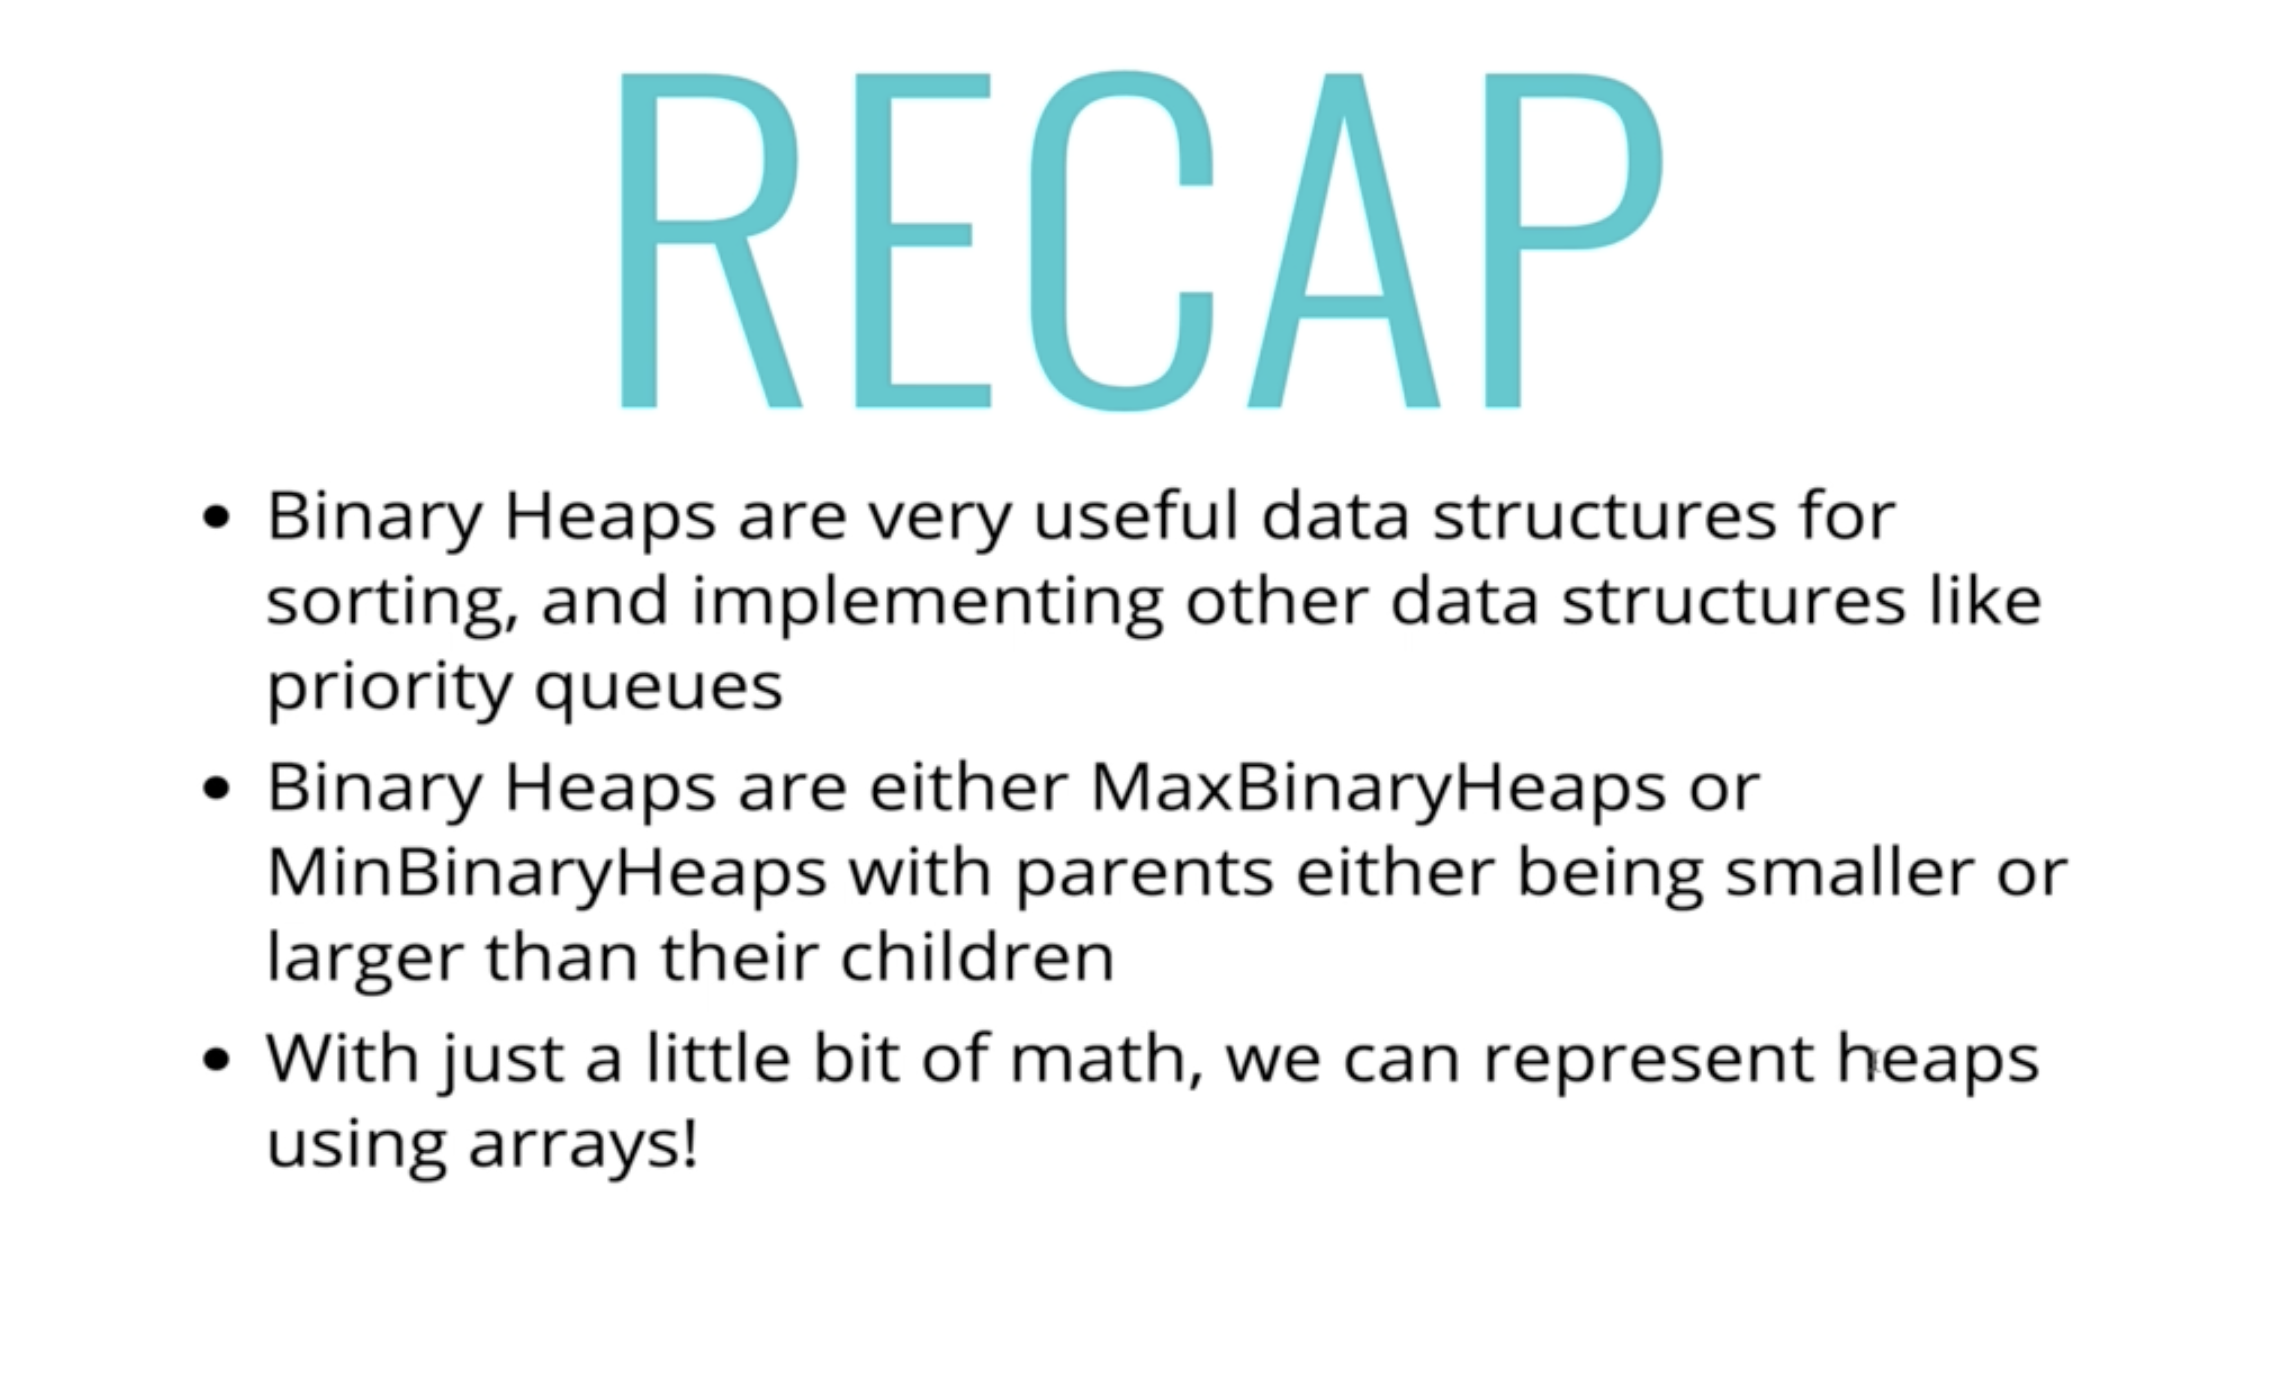 RECAP
• Binary Heaps are very useful data structures for
sorting, and implementing other data structures like
priority queues
• Binary Heaps are either MaxBinaryHeaps or
MinBinaryHeaps with parents either being smaller or
larger than their children
• With just a little bit of math, we can represent heaps
using arrays!